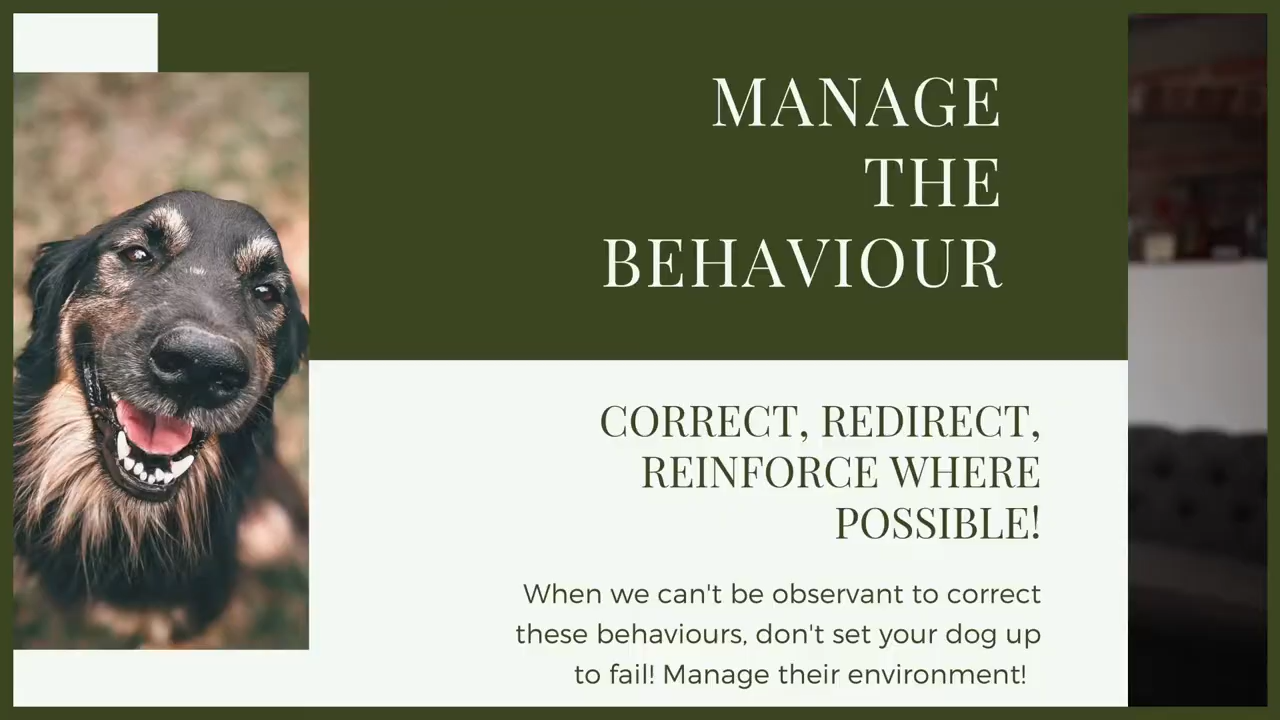 MANAGE
THE
BEHAVIOUR
CORRECT, REDIRECT,
REINFORCE WHERE
POSSIBLE!
When we can't be observant to correct
these behaviours, don't set your dog up
to fail! Manage their environment!